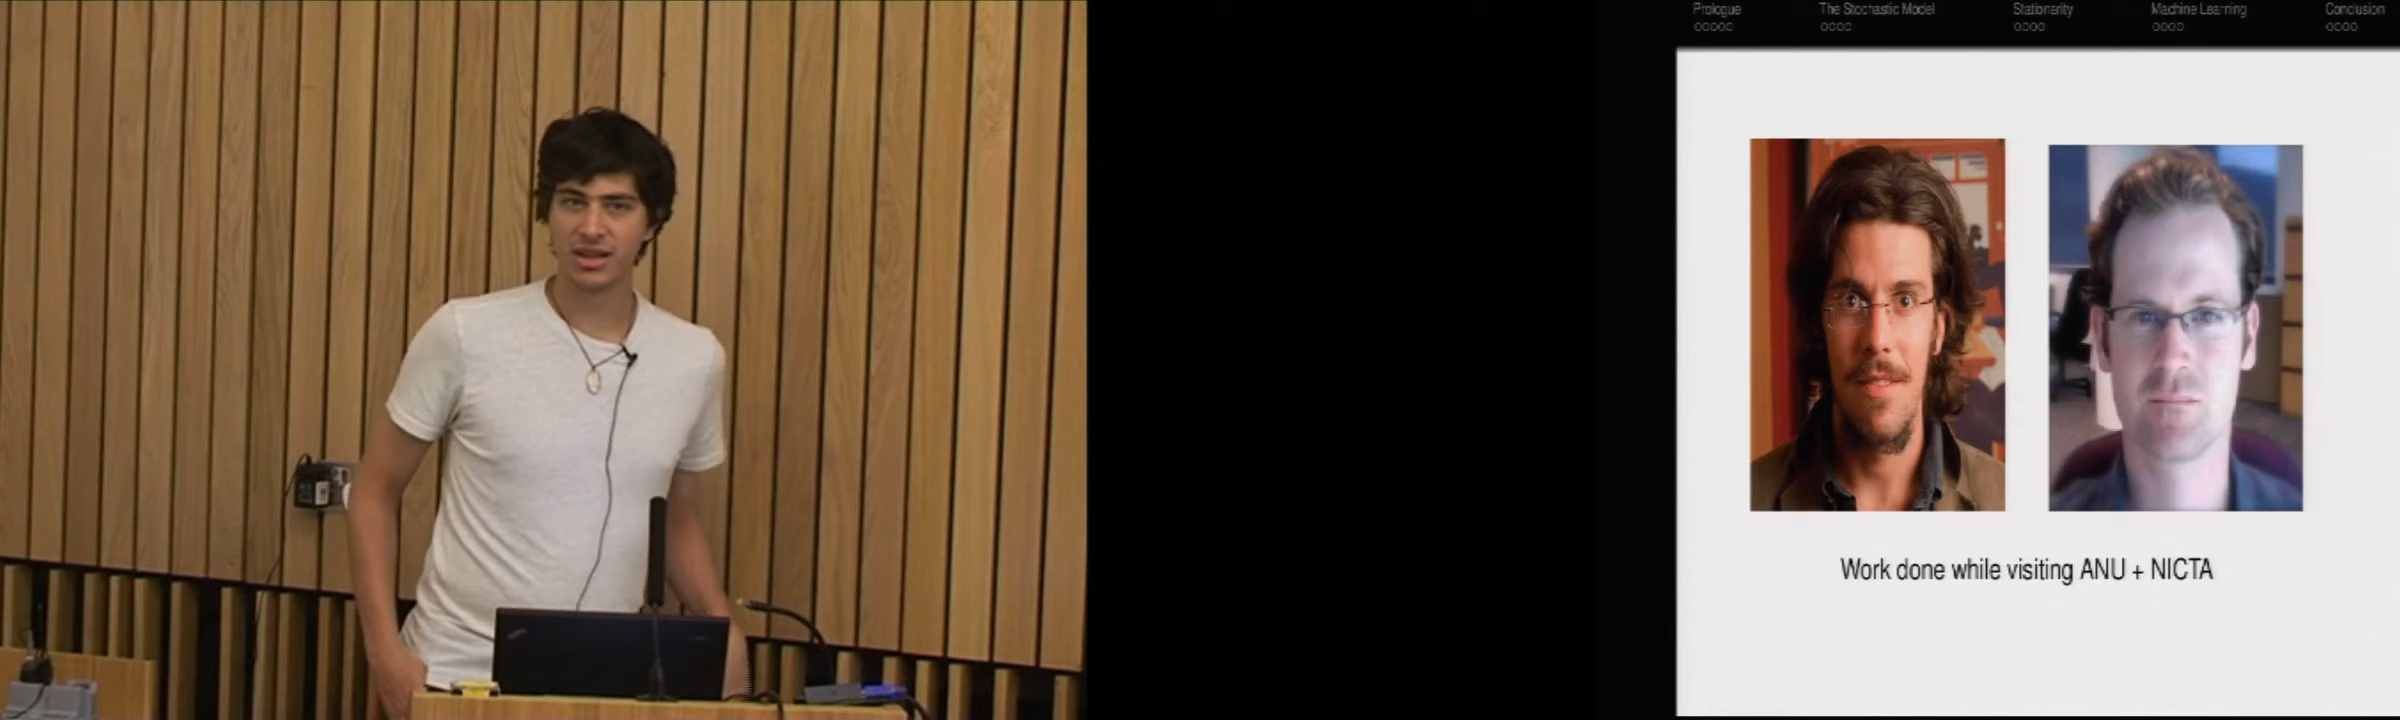 Prologue The Stochastic Model Stationarity Machine Learning Conclusion
Work done while visiting ANU + NICTA